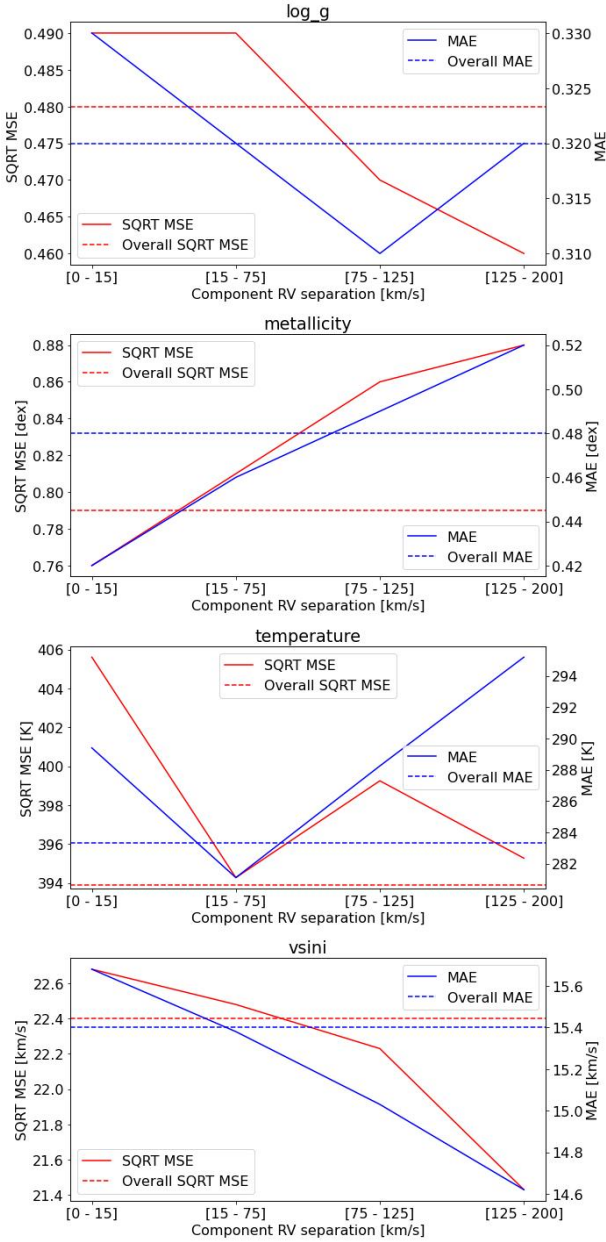 log_g
0.490
0.485
0.480
0.475
0.470
0.465
0.460
SQRT MSE
MAE
Overall MAE
SQRT MSE
Overall SQRT MSE
0.330
0.325
0.320
0.315
0.310
MAE
[0 - 15]
[15 - 75]
[75 - 125]
[125 - 200]
Component RV separation [km/s]
metallicity
0.88
0.86
0.84
0.82
0.80
0.78
0.76
SQRT MSE [dex]
SQRT MSE
Overall SQRT MSE
MAE
Overall MAE
0.52
0.50
0.48
0.46
0.44
0.42
MAE [dex]
[0 - 15]
[15 - 75]
[75 - 125]
[125 - 200]
Component RV separation [km/s]
temperature
406
404
402
400
398
396
394
SQRT MSE [K]
SQRT MSE
Overall SQRT MSE
MAE
Overall MAE
294
292
290
288
286
284
282
MAE [K]
[0 - 15]
[15 - 75]
[75 - 125]
[125 - 200]
Component RV separation [km/s]
vsini
22.6
22.4
22.2
22.0
21.8
21.6
21.4
SQRT MSE [km/s]
MAE
Overall MAE
SQRT MSE
Overall SQRT MSE
15.6
15.4
15.2
15.0
14.8
14.6
MAE [km/s]
[0 - 15]
[15 - 75]
[75 - 125]
[125 - 200]
Component RV separation [km/s]